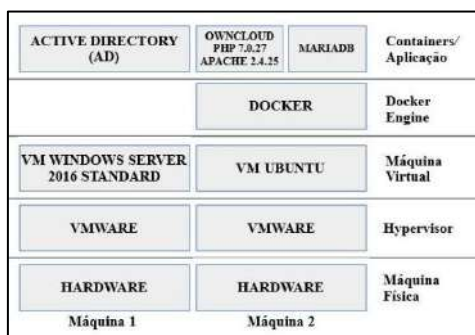 ACTIVE DIRECTORY
(AD)
OWNCLOUD
PHP 7.0.27
APACHE 2.4.25
MARIADB
Containers/
Aplicação
DOCKER
Docker
Engine
VM WINDOWS SERVER
2016 STANDARD
VM UBUNTU
Máquina
Virtual
VMWARE
VMWARE
Hypervisor
HARDWARE
HARDWARE
Máquina
Física
Máquina 1
Máquina 2